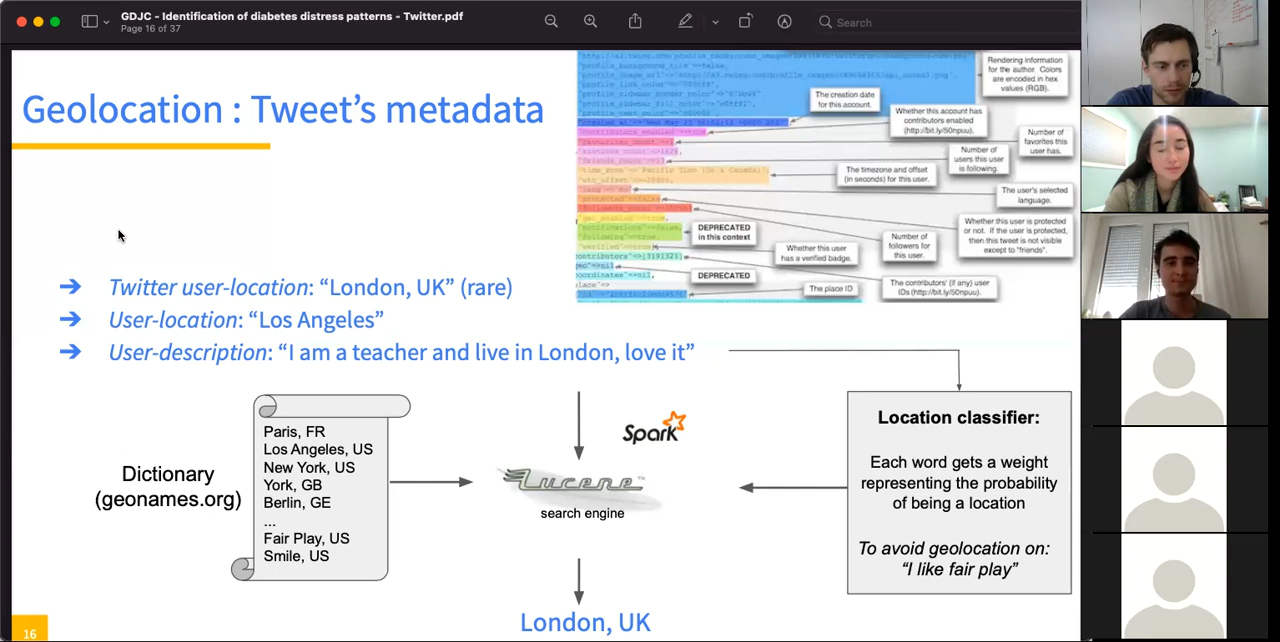 GDJC - Identification of diabetes distress patterns - Twitter.pdf
Page 16 of 37
Search
Geolocation : Tweet’s metadata
Rendering information
for the author. Colors
are encoded in hex
values (RGB).
The creation date
for this account.
Whether this account has
contributors enabled
(http://bit.ly/50npuu).
Number of
favorites this
user has.
Number of
users this user
is following.
The timezone and offset
(in seconds) for this user.
The user's selected
language.
Whether this user is protected
or not. If the user is protected,
then this tweet is not visible
except to "friends".
DEPRECATED
in this context
Number of
followers for
this user.
Whether this user
has a verified badge.
DEPRECATED
The contributors' (if any) user
IDs (http://bit.ly/50npuu).
The place ID
➔ Twitter user-location: “London, UK” (rare)
➔ User-location: “Los Angeles”
➔ User-description: “I am a teacher and live in London, love it”
Dictionary
(geonames.org)
Paris, FR
Los Angeles, US
New York, US
York, GB
Berlin, GE
...
Fair Play, US
Smile, US
Spark
Lucene
search engine
Location classifier:
Each word gets a weight
representing the probability
of being a location
To avoid geolocation on:
“I like fair play”
London, UK
16